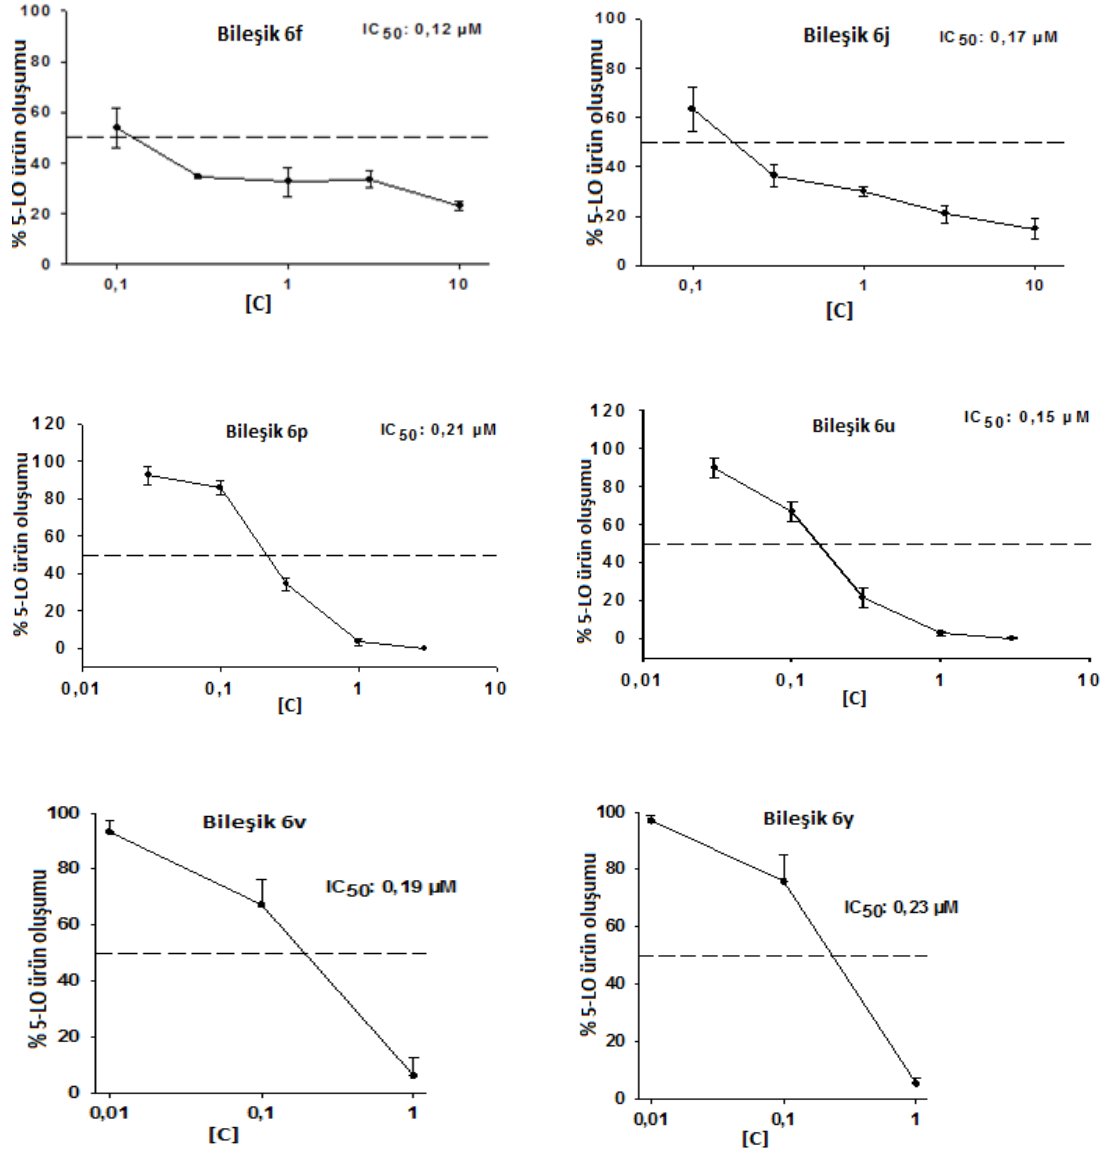 Bileşik 6f
IC50: 0,12 µM
% 5-LO ürün oluşumu
100
80
60
40
20
0
0,1
1
10
[C]
Bileşik 6j
IC50: 0,17 µM
% 5-LO ürün oluşumu
100
80
60
40
20
0
0,1
1
10
[C]
Bileşik 6p
IC50: 0,21 µM
% 5-LO ürün oluşumu
120
100
80
60
40
20
0
0,01
0,1
1
10
[C]
Bileşik 6u
IC50: 0,15 µM
% 5-LO ürün oluşumu
120
100
80
60
40
20
0
0,01
0,1
1
10
[C]
Bileşik 6v
IC50: 0,19 µM
% 5-LO ürün oluşumu
100
80
60
40
20
0
0,01
0,1
1
[C]
Bileşik 6y
IC50: 0,23 µM
% 5-LO ürün oluşumu
100
80
60
40
20
0
0,01
0,1
1
[C]